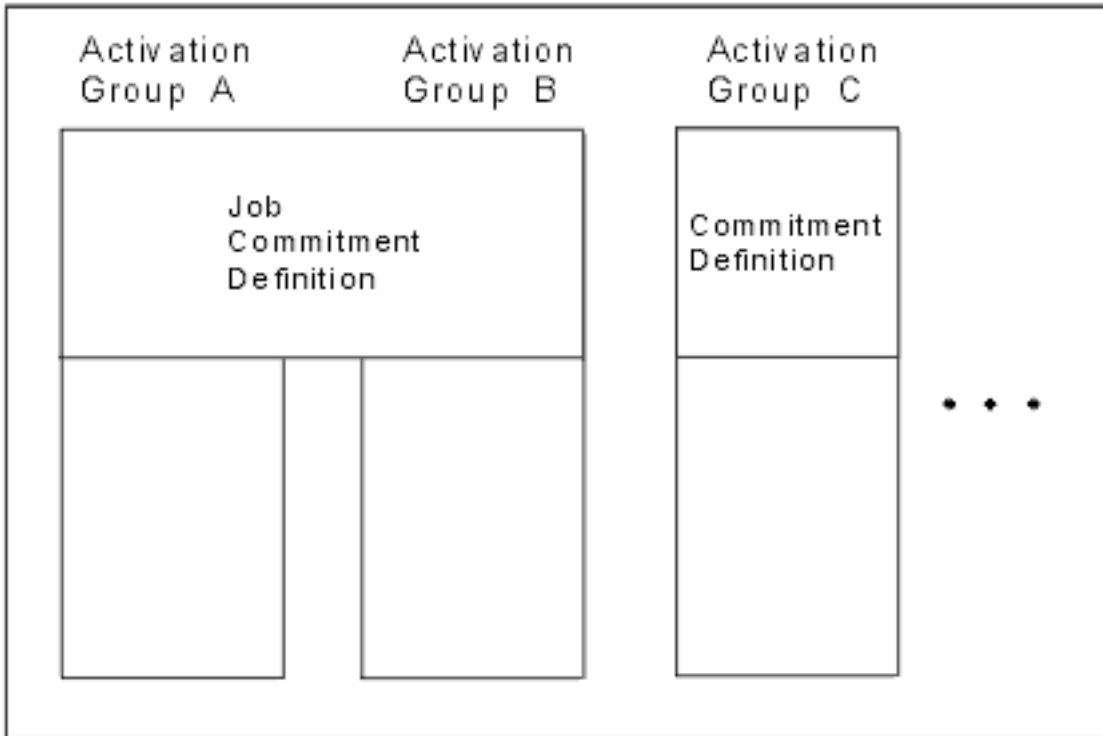 Activation
Group A
Activation
Group B
Activation
Group C
Job
Commitment
Definition
Commitment
Definition